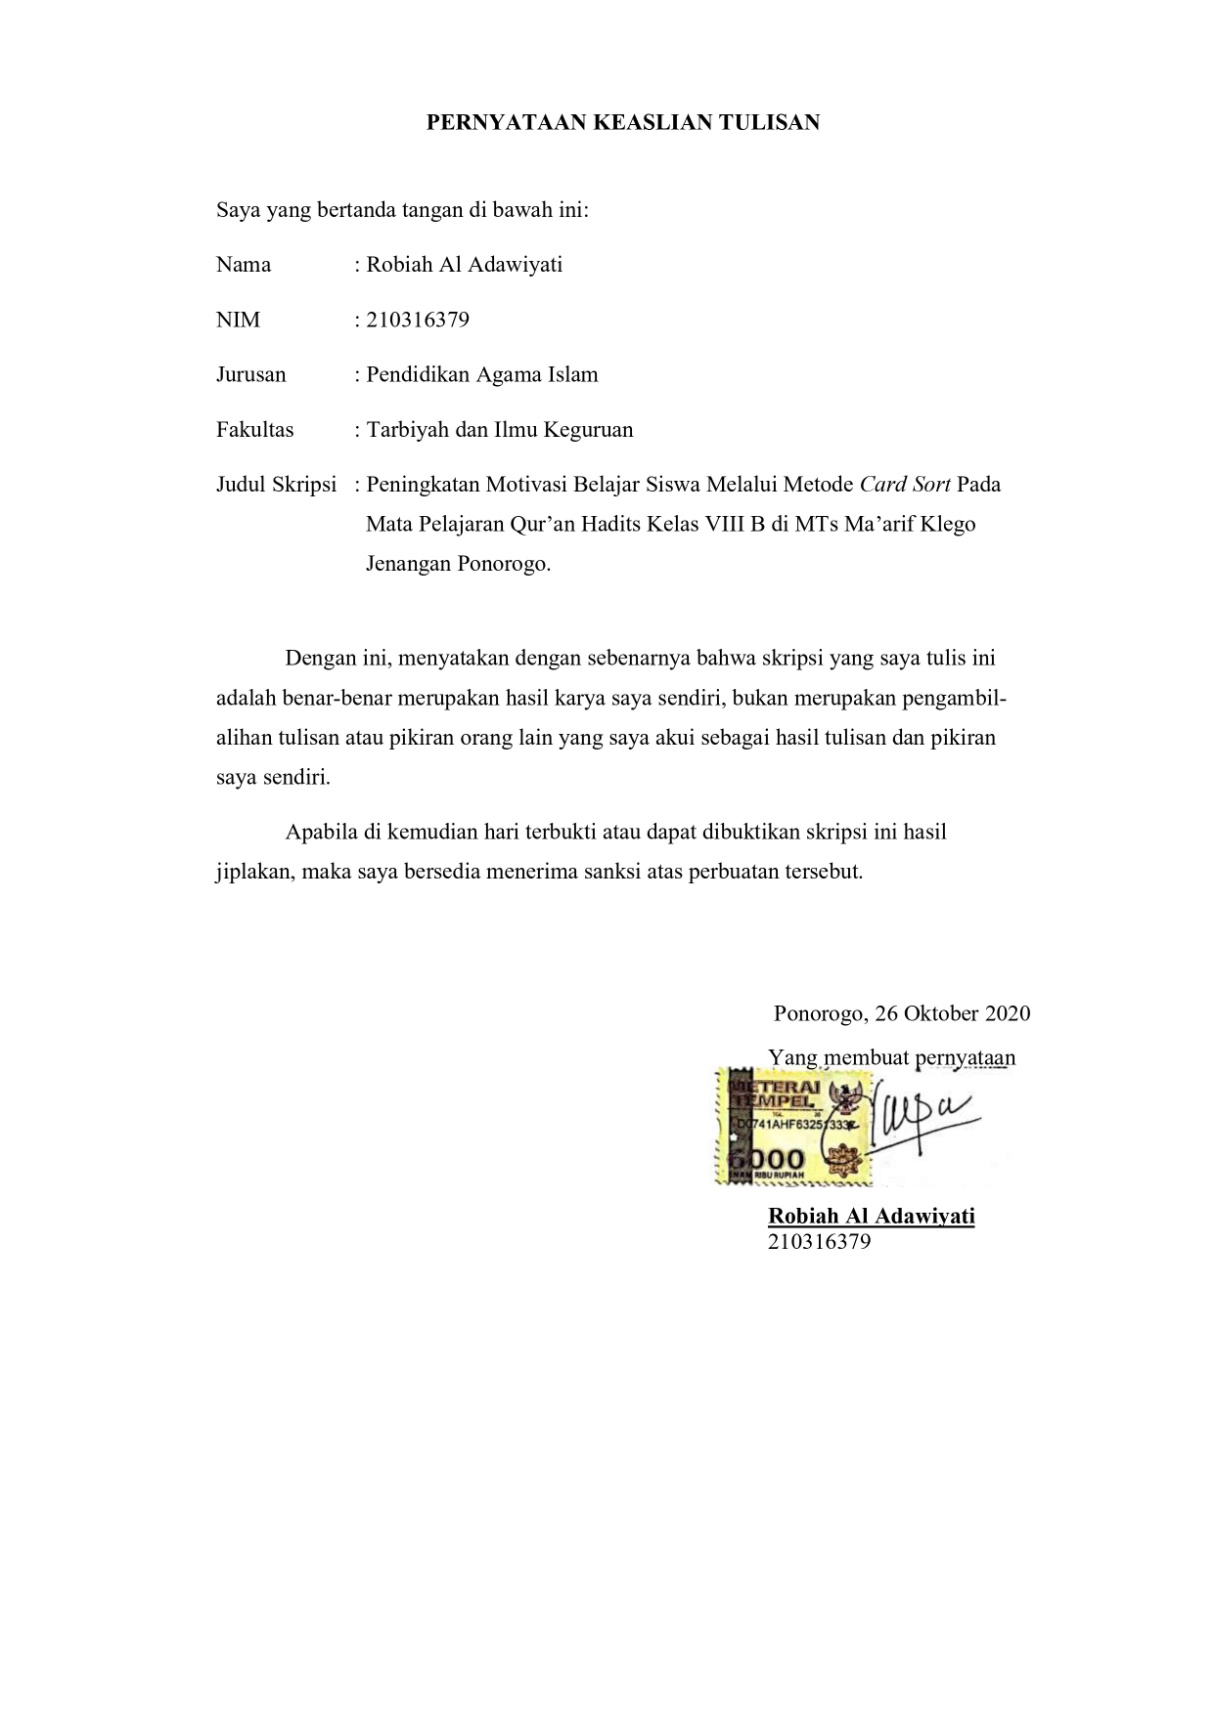 PERNYATAAN KEASLIAN TULISAN
Saya yang bertanda tangan di bawah ini:
Nama : Robiah Al Adawiyati
NIM : 210316379
Jurusan : Pendidikan Agama Islam
Fakultas : Tarbiyah dan Ilmu Keguruan
Judul Skripsi : Peningkatan Motivasi Belajar Siswa Melalui Metode Card Sort Pada
Mata Pelajaran Qur’an Hadits Kelas VIII B di MTs Ma’arif Klego
Jenangan Ponorogo.
Dengan ini, menyatakan dengan sebenarnya bahwa skripsi yang saya tulis ini
adalah benar-benar merupakan hasil karya saya sendiri, bukan merupakan pengambil-
alihan tulisan atau pikiran orang lain yang saya akui sebagai hasil tulisan dan pikiran
saya sendiri.
Apabila di kemudian hari terbukti atau dapat dibuktikan skripsi ini hasil
jiplakan, maka saya bersedia menerima sanksi atas perbuatan tersebut.
Ponorogo, 26 Oktober 2020
Yang membuat pernyataan
METERAI
TEMPEL
6000
ENAM RIBU RUPIAH
Robiah Al Adawiyati
210316379